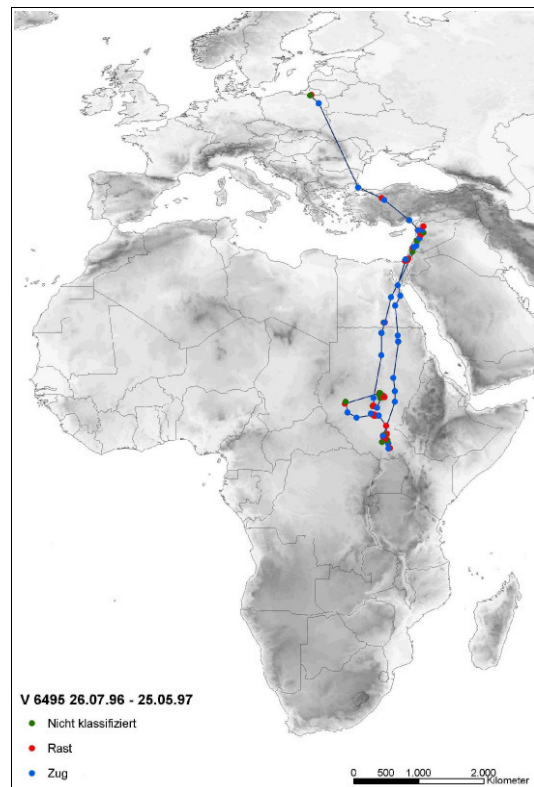 V 6495 26.07.96 - 25.05.97
Nicht klassifiziert
Rast
Zug
0 500 1.000 2.000
Kilometer